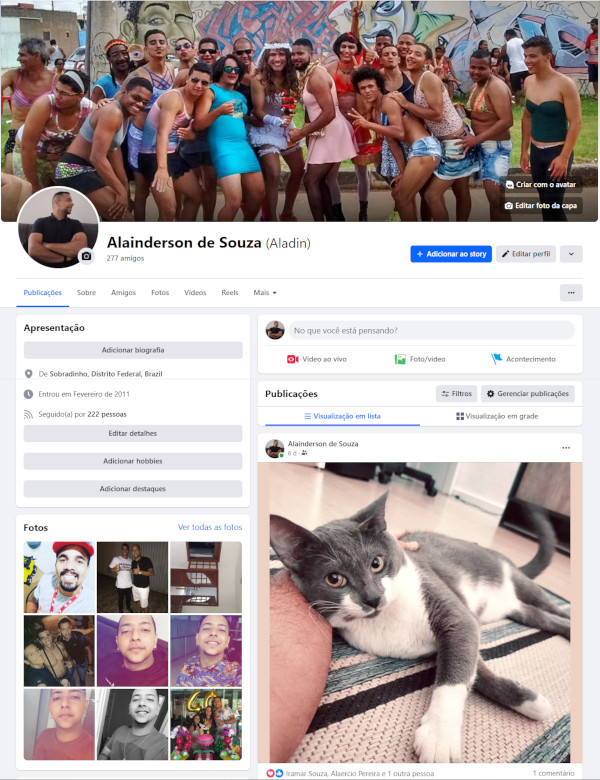 Criar com o avatar
Editar foto da capa
Alainderson de Souza (Aladin)
277 amigos
+ Adicionar ao story
Editar perfil
Publicações
Sobre
Amigos
Fotos
Vídeos
Reels
Mais
Apresentação
Adicionar biografia
De Sobradinho, Distrito Federal, Brazil
Entrou em Fevereiro de 2011
Seguido(a) por 222 pessoas
Editar detalhes
Adicionar hobbies
Adicionar destaques
Fotos
Ver todas as fotos
No que você está pensando?
Vídeo ao vivo
Foto/vídeo
Acontecimento
Publicações
Filtros
Gerenciar publicações
Visualização em lista
Visualização em grade
Alainderson de Souza
6 d ·
Iramar Souza, Alaercio Pereira e 1 outra pessoa
1 comentário